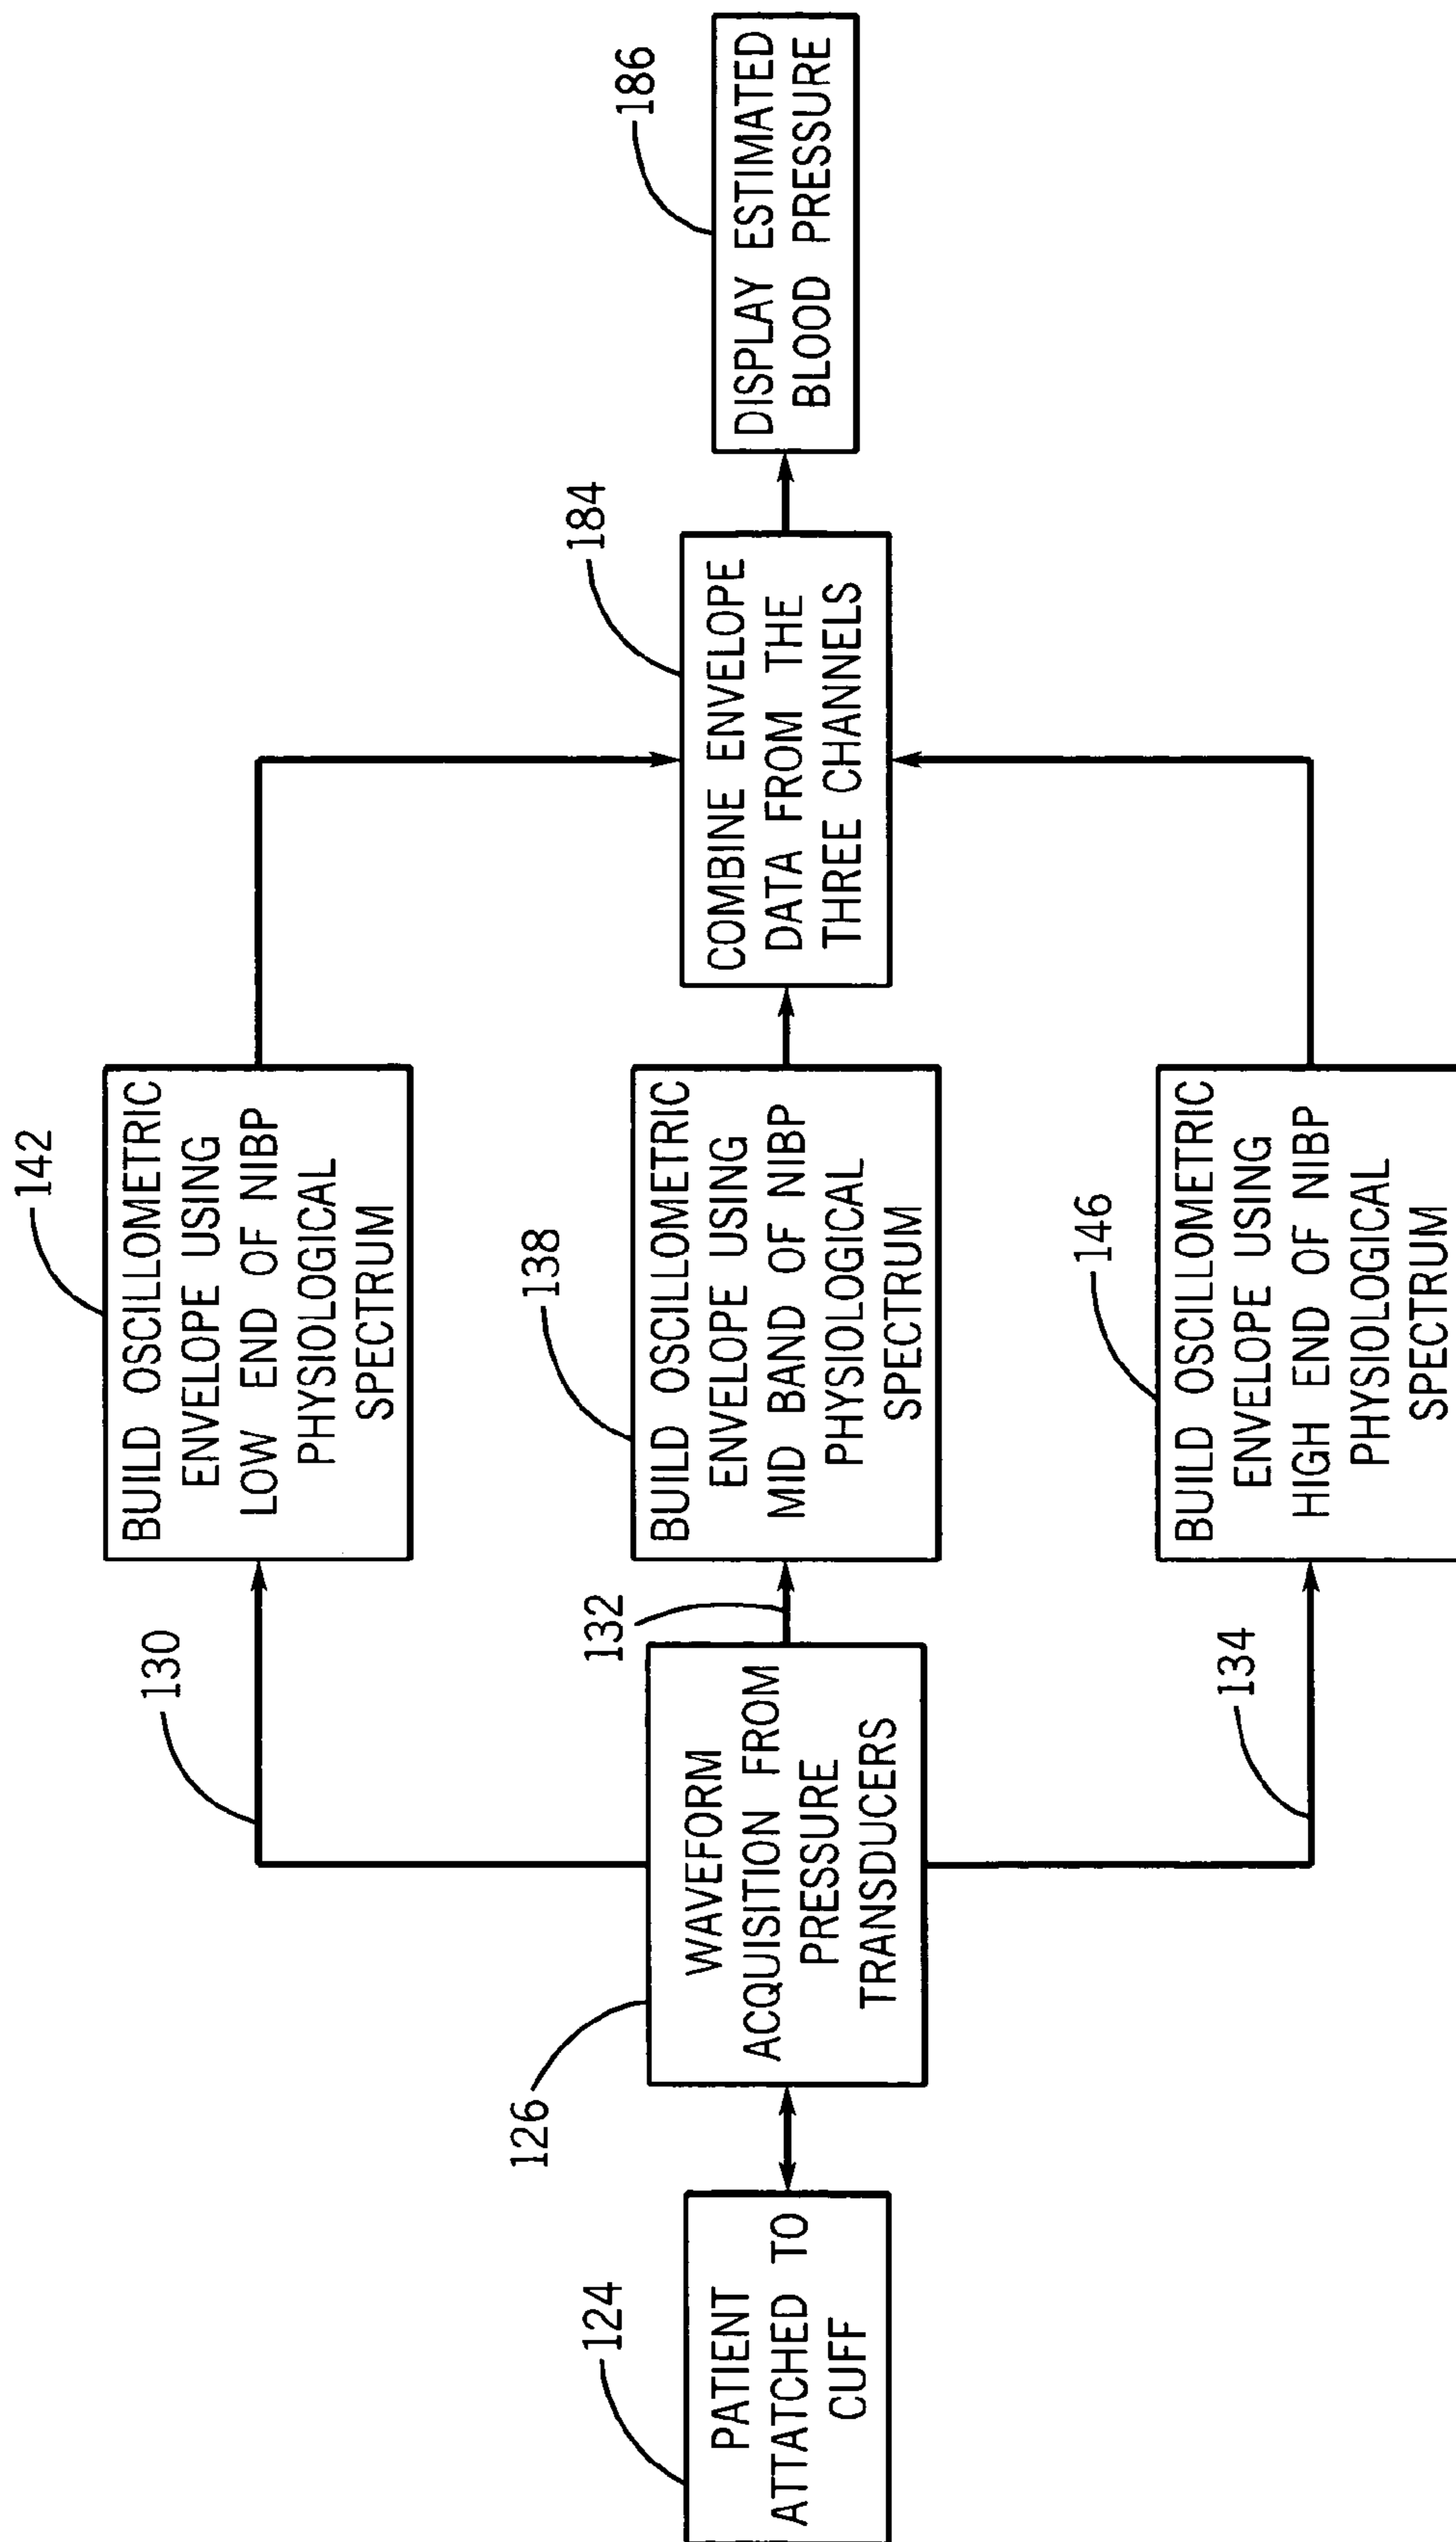 124
PATIENT
ATTATCHED TO
CUFF
126
WAVEFORM
ACQUISITION FROM
PRESSURE
TRANSDUCERS
130
132
134
142
BUILD OSCILLOMETRIC
ENVELOPE USING
LOW END OF NIBP
PHYSIOLOGICAL
SPECTRUM
138
BUILD OSCILLOMETRIC
ENVELOPE USING
MID BAND OF NIBP
PHYSIOLOGICAL
SPECTRUM
146
BUILD OSCILLOMETRIC
ENVELOPE USING
HIGH END OF NIBP
PHYSIOLOGICAL
SPECTRUM
184
COMBINE ENVELOPE
DATA FROM THE
THREE CHANNELS
186
DISPLAY ESTIMATED
BLOOD PRESSURE